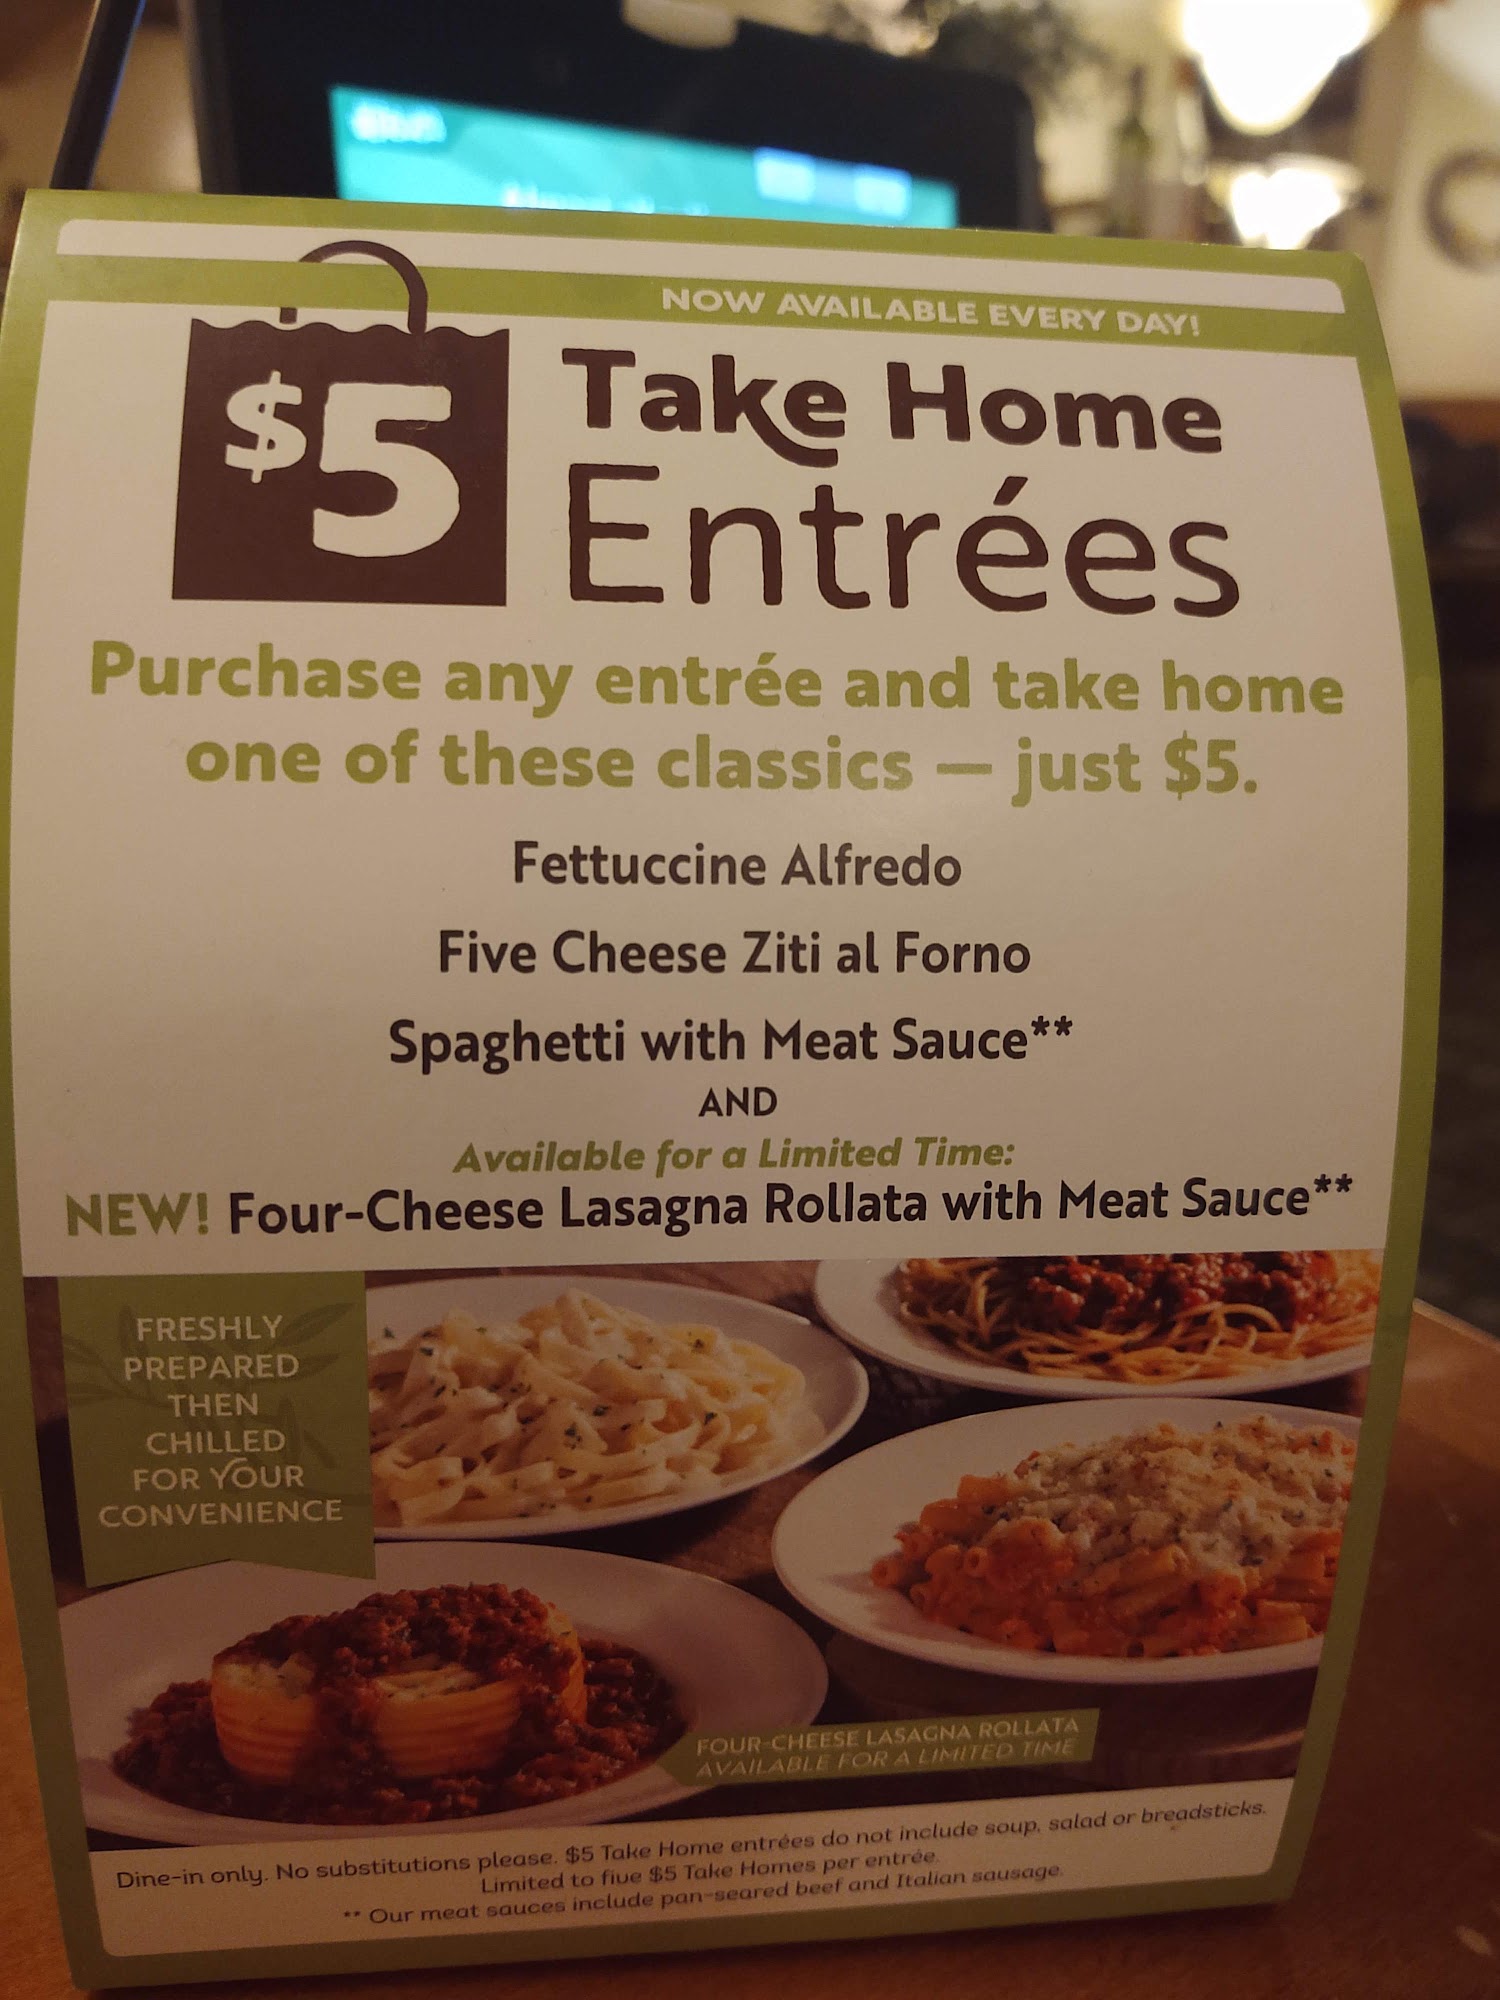 NOW AVAILABLE EVERY DAY!
$5
Take Home
Entrées
Purchase any entrée and take home
one of these classics — just $5.
Fettuccine Alfredo
Five Cheese Ziti al Forno
Spaghetti with Meat Sauce**
AND
Available for a Limited Time:
NEW! Four-Cheese Lasagna Rollata with Meat Sauce**
FRESHLY
PREPARED
THEN
CHILLED
FOR YOUR
CONVENIENCE
FOUR-CHEESE LASAGNA ROLLATA
AVAILABLE FOR A LIMITED TIME
Dine-in only. No substitutions please. $5 Take Home entrées do not include soup, salad or breadsticks.
Limited to five $5 Take Homes per entrée.
** Our meat sauces include pan-seared beef and Italian sausage.